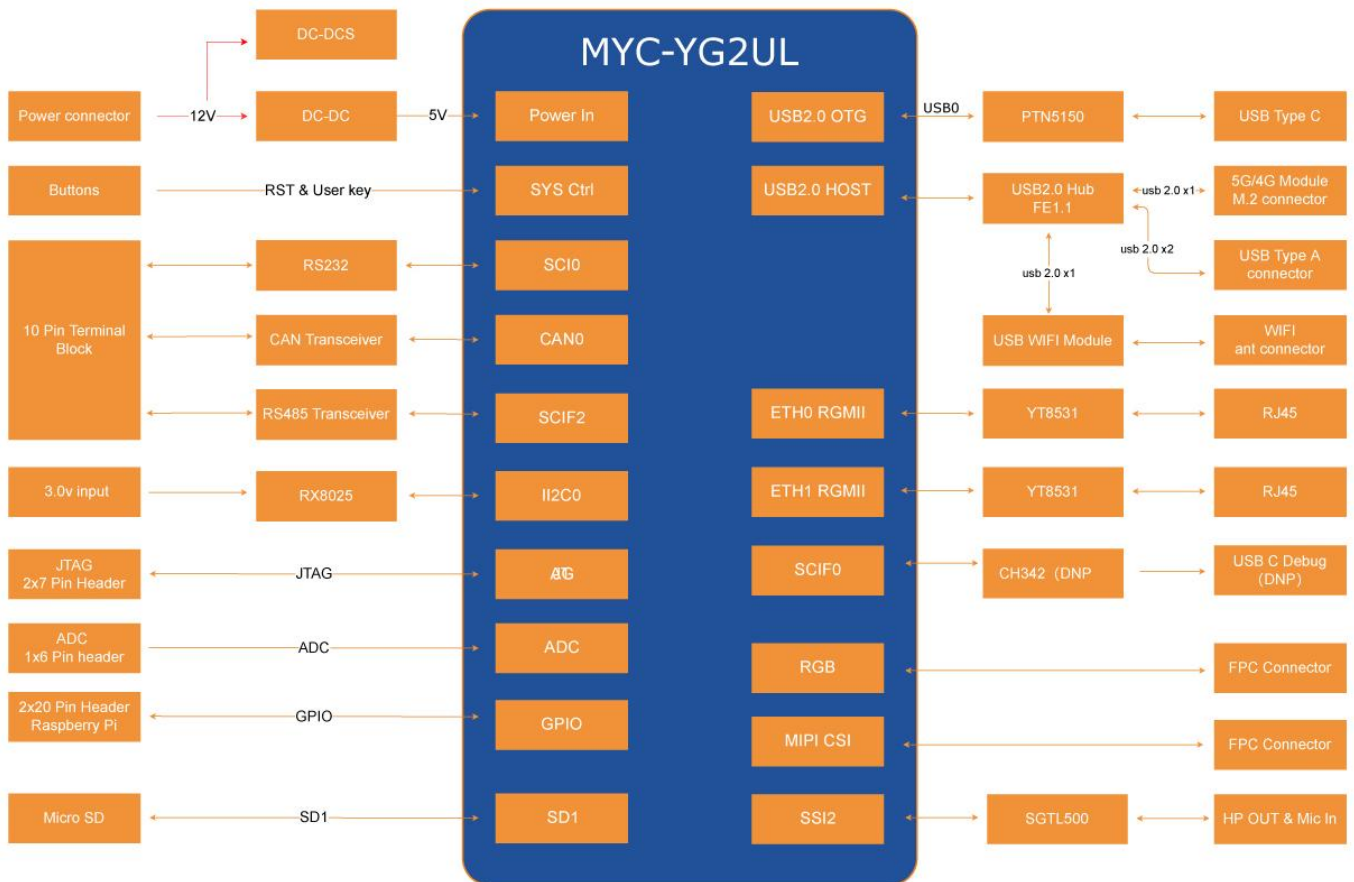 MYC-YG2UL
DC-DCS
Power connector
12V
DC-DC
5V
Power In
USB2.0 OTG
USB0
PTN5150
USB Type C
Buttons
RST & User key
SYS Ctrl
USB2.0 HOST
USB2.0 Hub
FE1.1
usb 2.0 x1
5G/4G Module
M.2 connector
usb 2.0 x2
USB Type A
connector
usb 2.0 x1
10 Pin Terminal
Block
RS232
SCI0
CAN Transceiver
CAN0
USB WIFI Module
WIFI
ant connector
RS485 Transceiver
SCIF2
ETH0 RGMII
YT8531
RJ45
3.0v input
RX8025
II2C0
ETH1 RGMII
YT8531
RJ45
JTAG
2x7 Pin Header
JTAG
SCIF0
CH342（DNP
USB C Debug
（DNP）
ADC
1x6 Pin header
ADC
ADC
RGB
FPC Connector
2x20 Pin Header
Raspberry Pi
GPIO
GPIO
MIPI CSI
FPC Connector
Micro SD
SD1
SD1
SSI2
SGTL500
HP OUT & Mic In